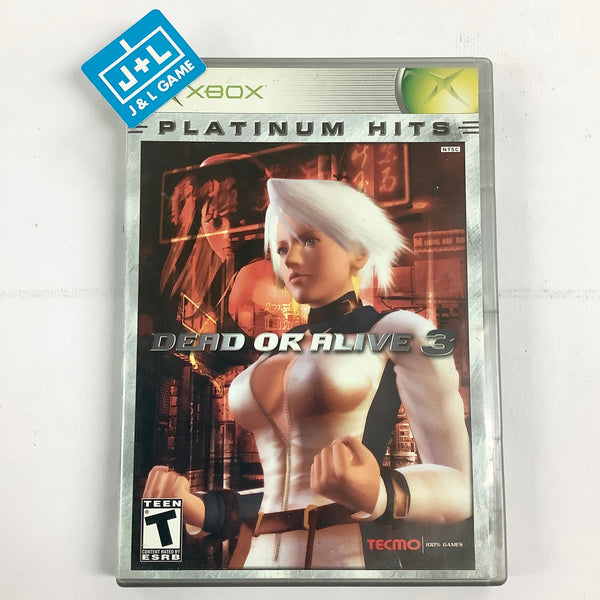 J+L
J & L GAME
XBOX
PLATINUM HITS
NTSC
DEAD OR ALIVE 3
TEEN
T
CONTENT RATED BY
ESRB
TECMO 100% GAMES